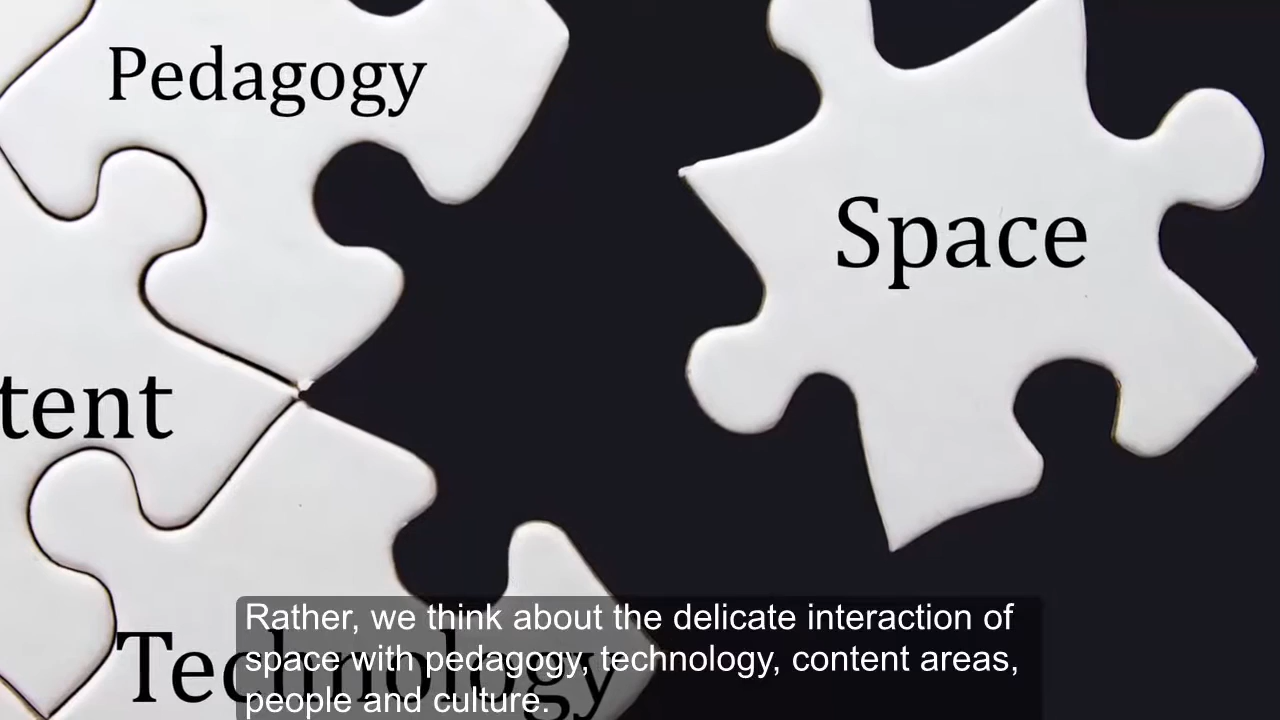 Pedagogy
Space
tent
Technology
Rather, we think about the delicate interaction of
space with pedagogy, technology, content areas,
people and culture.